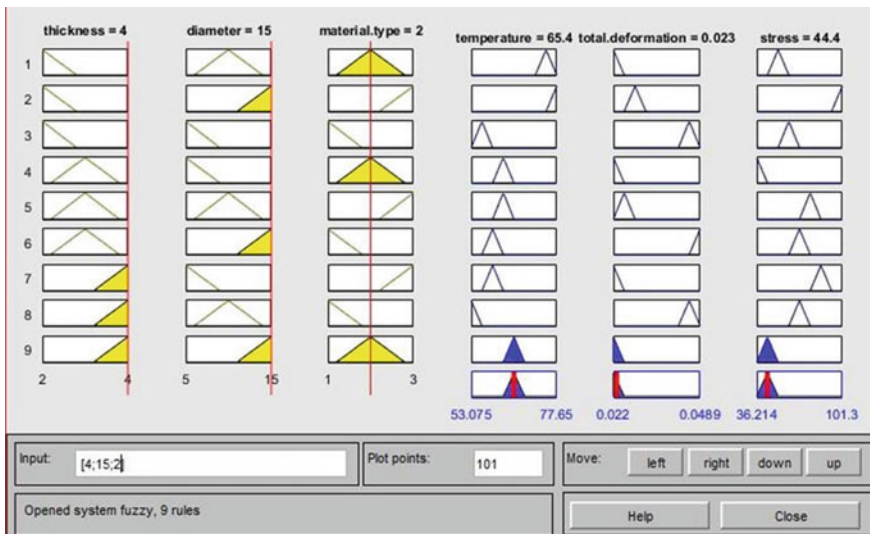 thickness = 4 diameter = 15 material.type = 2 temperature = 65.4 total.deformation = 0.023 stress = 44.4
1
2
3
4
5
6
7
8
9
2 4 5 15 1 3
53.075 77.65 0.022 0.0489 36.214 101.3
Input: [4;15;2] Plot points: 101 Move: left right down up
Opened system fuzzy, 9 rules Help Close